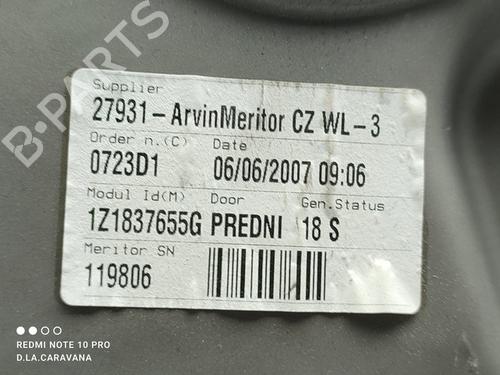 B-PARTS
Supplier
27931-ArvinMeritor CZ WL-3
Order n.(C) Date
0723D1 06/06/2007 09:06
Modul Id(M) Door Gen.Status
1Z1837655G PREDNI 18 S
Meritor SN
119806
REDMI NOTE 10 PRO
D.LA.CARAVANA